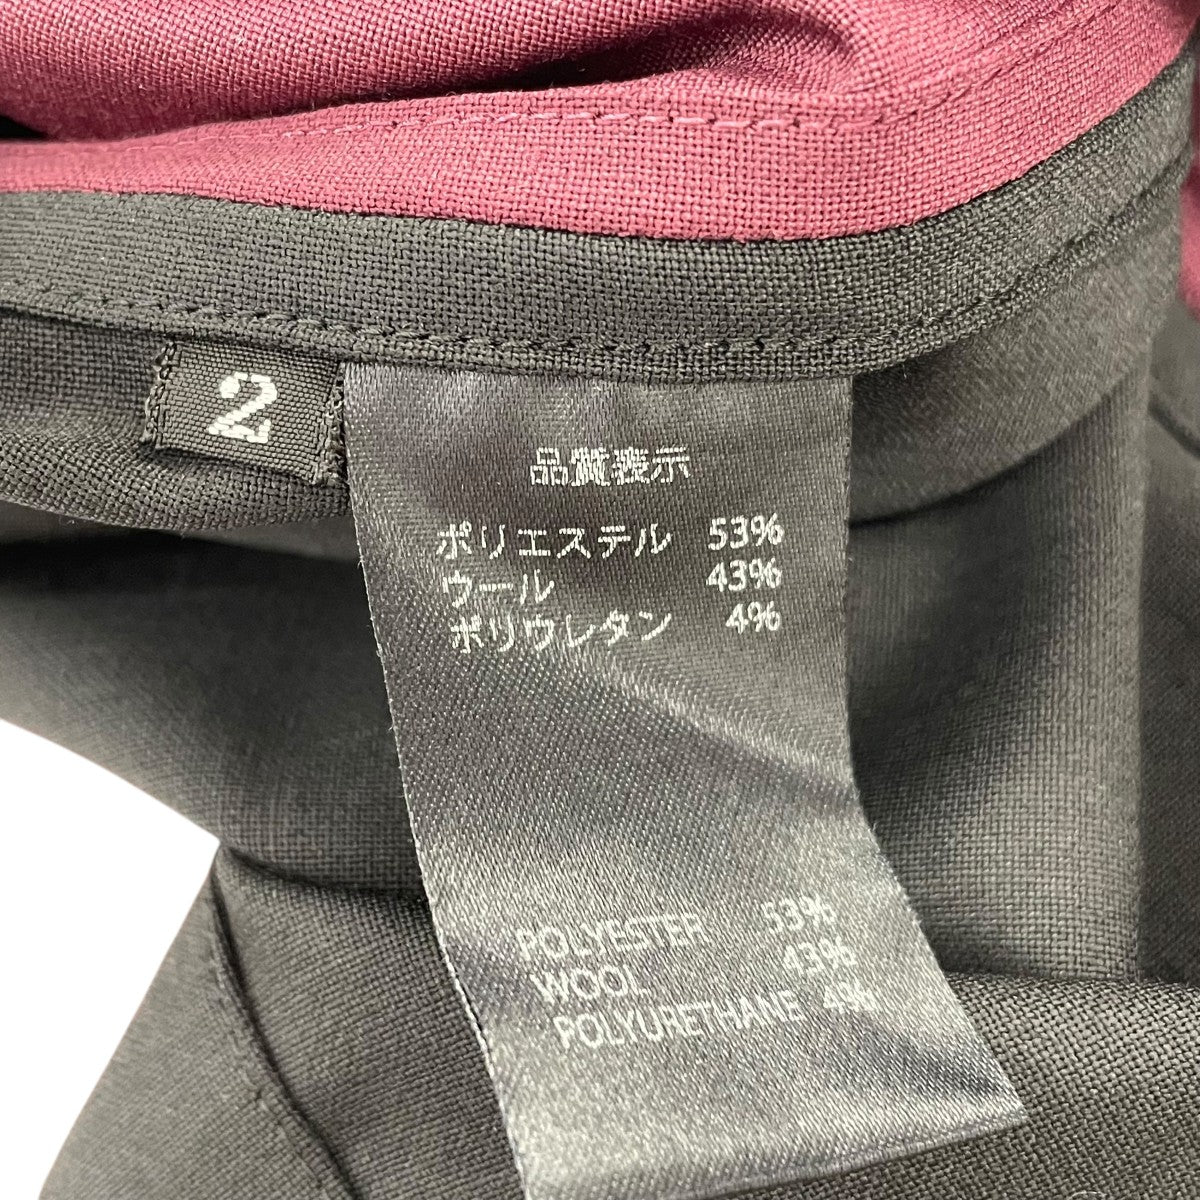 2
品質表示
ポリエステル 53%
ウール 43%
ポリウレタン 4%
POLYESTER 53%
WOOL 43%
POLYURETHANE 4%